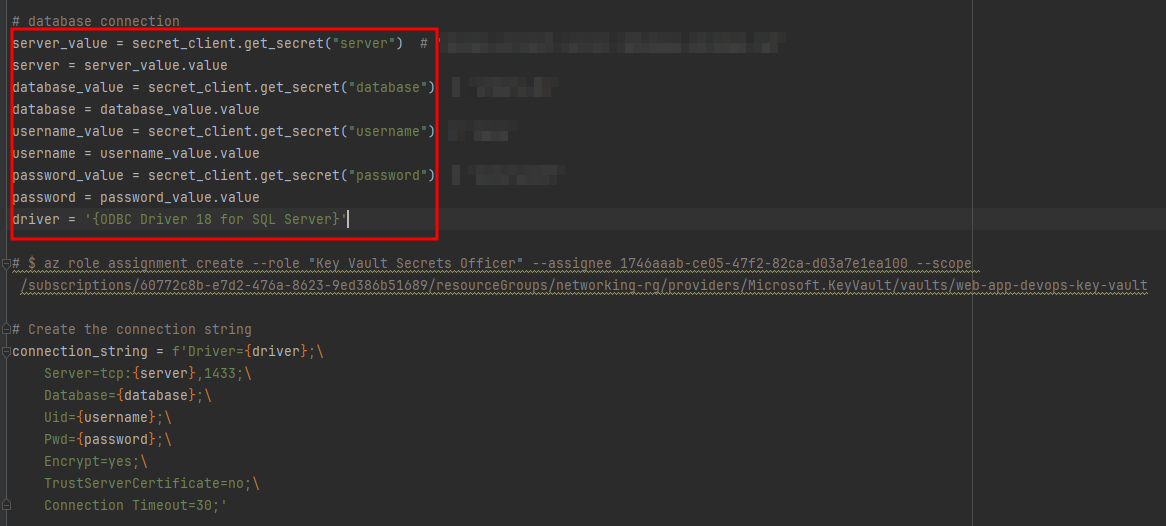 # database connection
server_value = secret_client.get_secret("server")  #
server = server_value.value
database_value = secret_client.get_secret("database")
database = database_value.value
username_value = secret_client.get_secret("username")
username = username_value.value
password_value = secret_client.get_secret("password")
password = password_value.value
driver = '{ODBC Driver 18 for SQL Server}'
# $ az role assignment create --role "Key Vault Secrets Officer" --assignee 1746aaab-ce05-47f2-82ca-d03a7e1ea100 --scope
/subscriptions/60772c8b-e7d2-476a-8623-9ed386b51689/resourceGroups/networking-rg/providers/Microsoft.KeyVault/vaults/web-app-devops-key-vault
# Create the connection string
connection_string = f'Driver={driver};\
    Server=tcp:{server},1433;\
    Database={database};\
    Uid={username};\
    Pwd={password};\
    Encrypt=yes;\
    TrustServerCertificate=no;\
    Connection Timeout=30;'